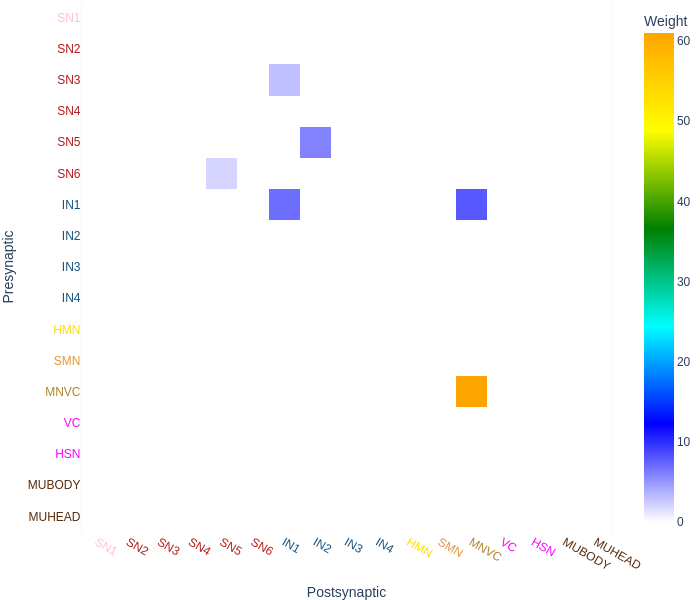 Weight
SN1
SN2
SN3
SN4
SN5
SN6
IN1
IN2
IN3
IN4
HMN
SMN
MNVC
VC
HSN
MUBODY
MUHEAD
Presynaptic
60
50
40
30
20
10
0
SN1 SN2 SN3 SN4 SN5 SN6 IN1 IN2 IN3 IN4 HMN SMN MNVC VC HSN MUBODY MUHEAD
Postsynaptic